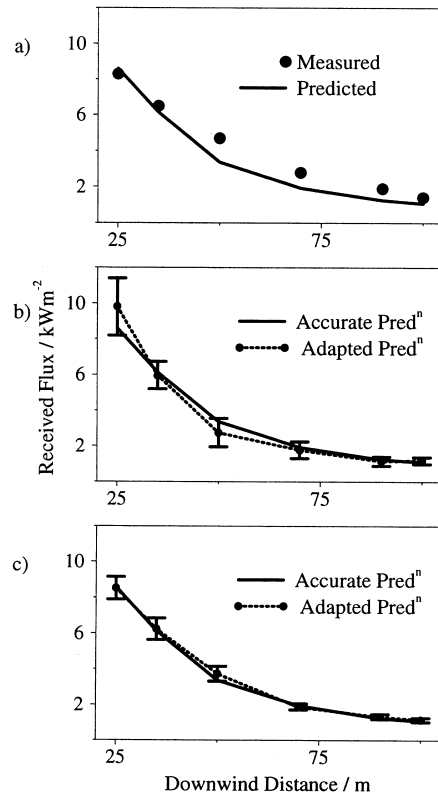 a)
10
6
2
25
75
Measured
Predicted
b)
10
6
2
25
75
Accurate Predⁿ
Adapted Predⁿ
Received Flux / kWm⁻²
c)
10
6
2
25
75
Accurate Predⁿ
Adapted Predⁿ
Downwind Distance / m